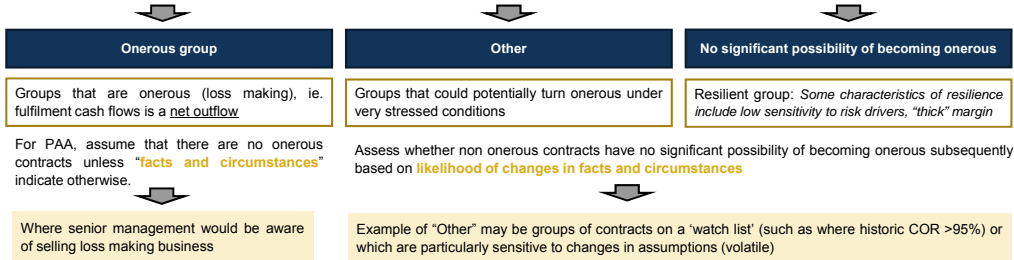 Onerous group
Other
No significant possibility of becoming onerous
Groups that are onerous (loss making), ie.
fulfilment cash flows is a net outflow
Groups that could potentially turn onerous under
very stressed conditions
Resilient group: Some characteristics of resilience
include low sensitivity to risk drivers, “thick” margin
For PAA, assume that there are no onerous
contracts unless “facts and circumstances”
indicate otherwise.
Assess whether non onerous contracts have no significant possibility of becoming onerous subsequently
based on likelihood of changes in facts and circumstances
Where senior management would be aware
of selling loss making business
Example of “Other” may be groups of contracts on a ‘watch list’ (such as where historic COR >95%) or
which are particularly sensitive to changes in assumptions (volatile)